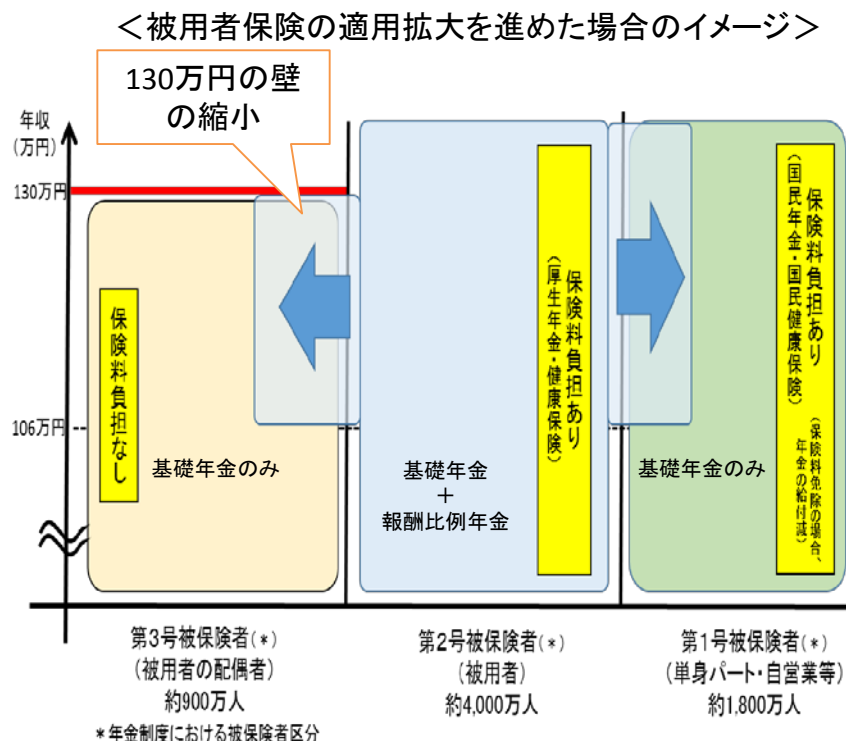 ＜被用者保険の適用拡大を進めた場合のイメージ＞
130万円の壁
の縮小
年収
(万円)
130万円
106万円
保険料負担なし
基礎年金のみ
保険料負担あり
(厚生年金・健康保険)
基礎年金
＋
報酬比例年金
保険料負担あり
(国民年金・国民健康保険)
(保険料免除の場合、
年金の給付減)
基礎年金のみ
第3号被保険者(*)
(被用者の配偶者)
約900万人
第2号被保険者(*)
(被用者)
約4,000万人
第1号被保険者(*)
(単身パート・自営業等)
約1,800万人
*年金制度における被保険者区分